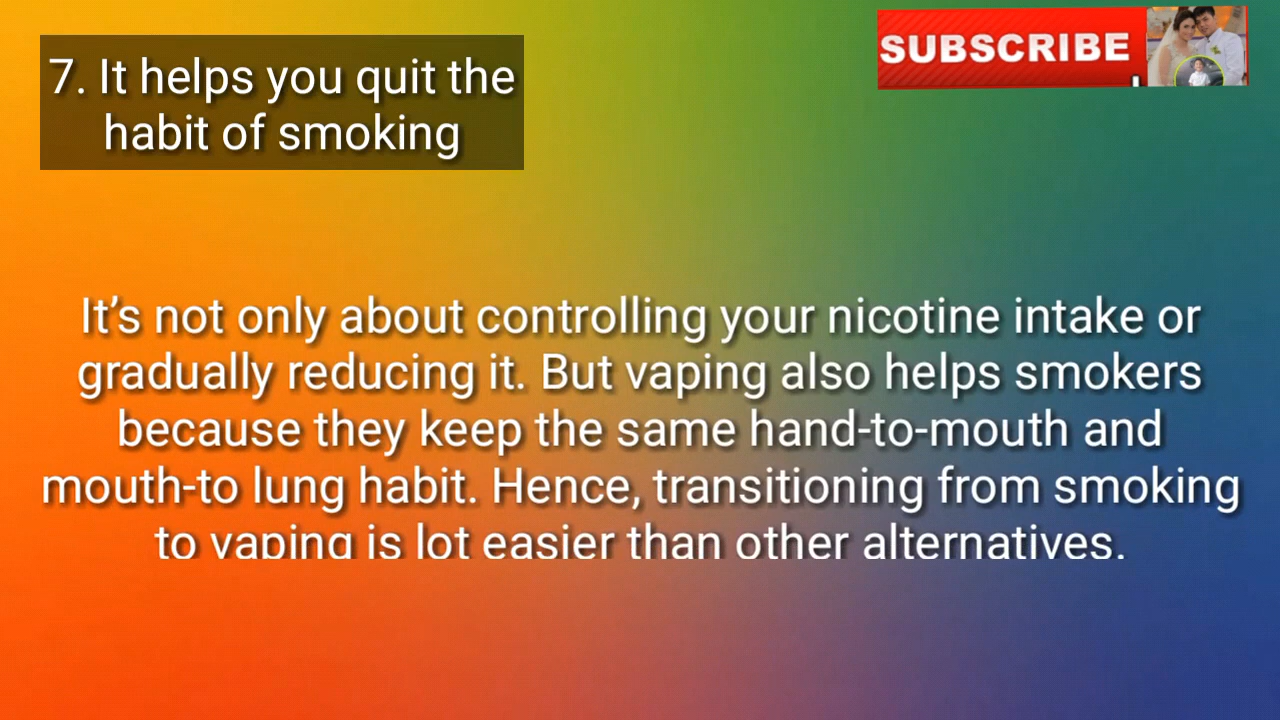 7. It helps you quit the
habit of smoking
SUBSCRIBE
It’s not only about controlling your nicotine intake or
gradually reducing it. But vaping also helps smokers
because they keep the same hand-to-mouth and
mouth-to lung habit. Hence, transitioning from smoking
to vaping is lot easier than other alternatives.